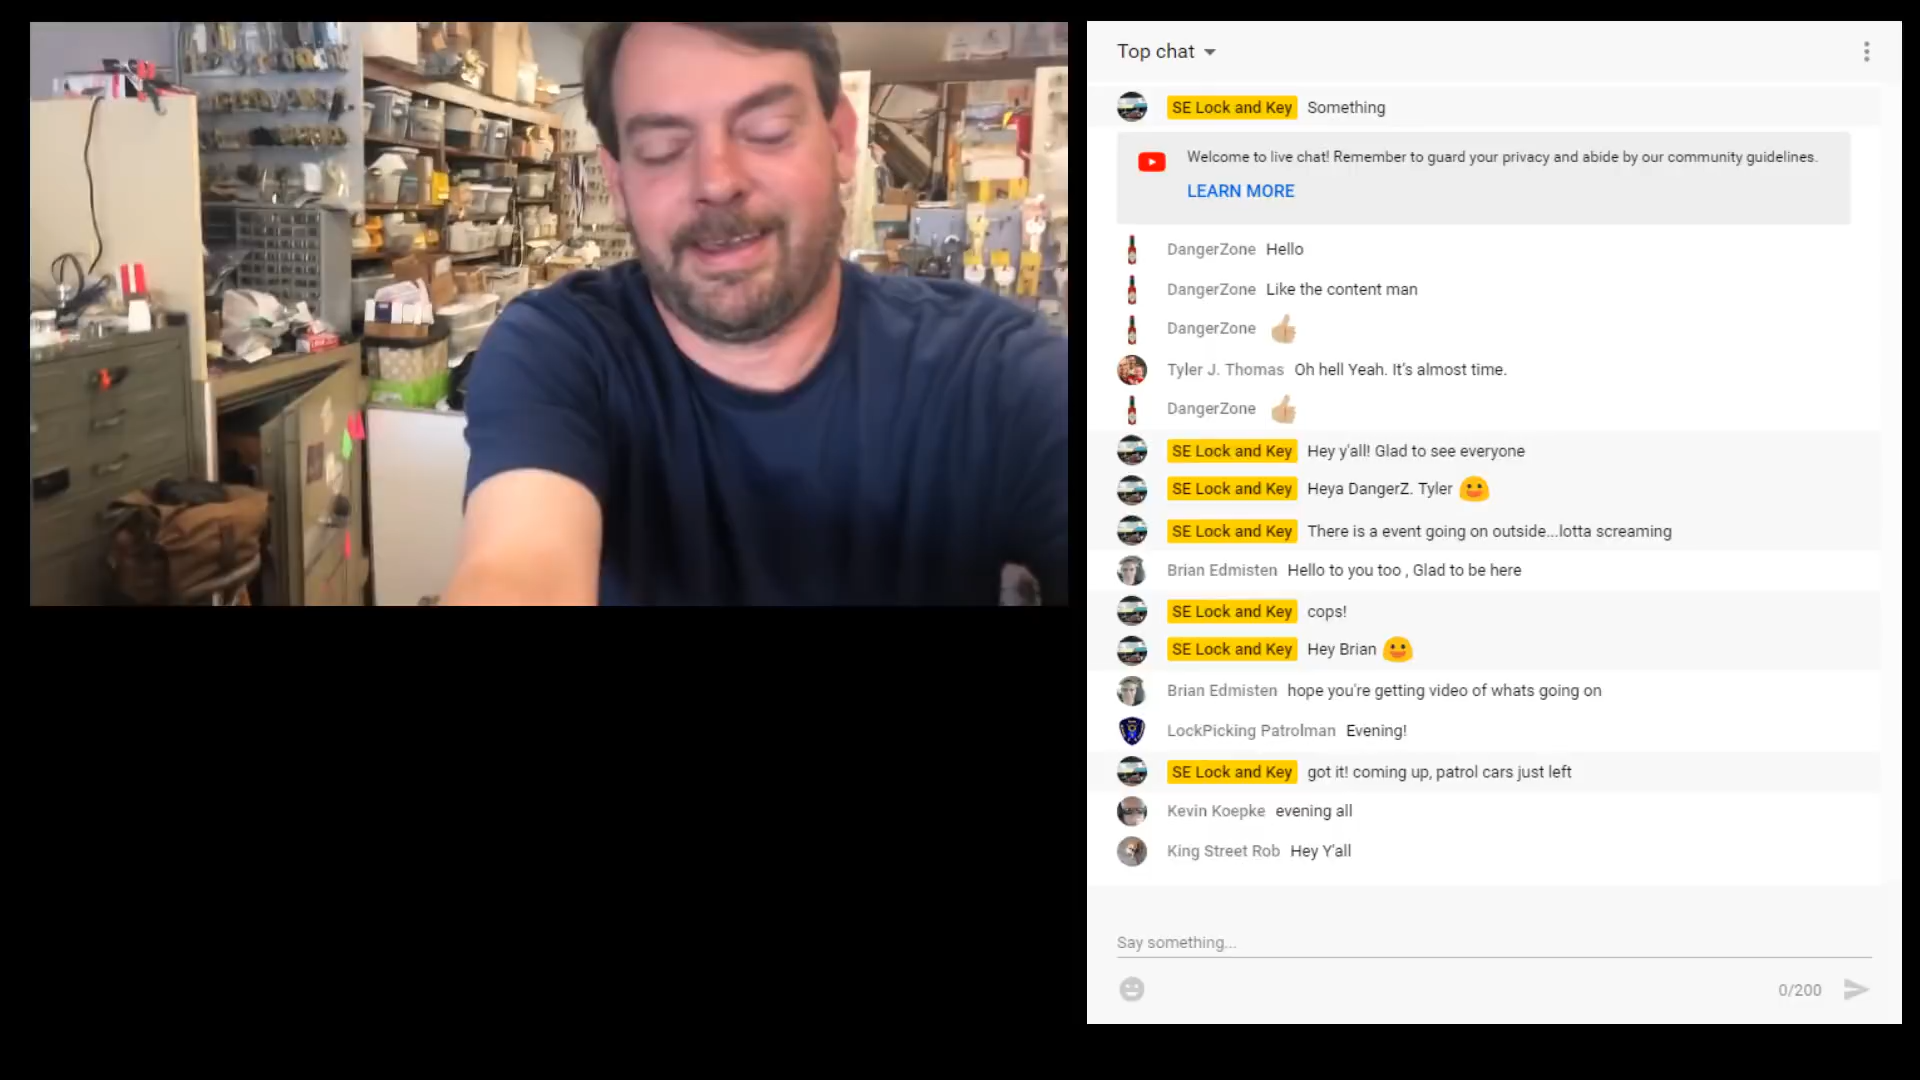 Top chat
SE Lock and Key Something
Welcome to live chat! Remember to guard your privacy and abide by our community guidelines.
LEARN MORE
DangerZone Hello
DangerZone Like the content man
DangerZone
Tyler J. Thomas Oh hell Yeah. It's almost time.
DangerZone
SE Lock and Key Hey y'all! Glad to see everyone
SE Lock and Key Heya DangerZ. Tyler
SE Lock and Key There is a event going on outside...lotta screaming
Brian Edmisten Hello to you too , Glad to be here
SE Lock and Key cops!
SE Lock and Key Hey Brian
Brian Edmisten hope you're getting video of whats going on
LockPicking Patrolman Evening!
SE Lock and Key got it! coming up, patrol cars just left
Kevin Koepke evening all
King Street Rob Hey Y'all
Say something...
0/200